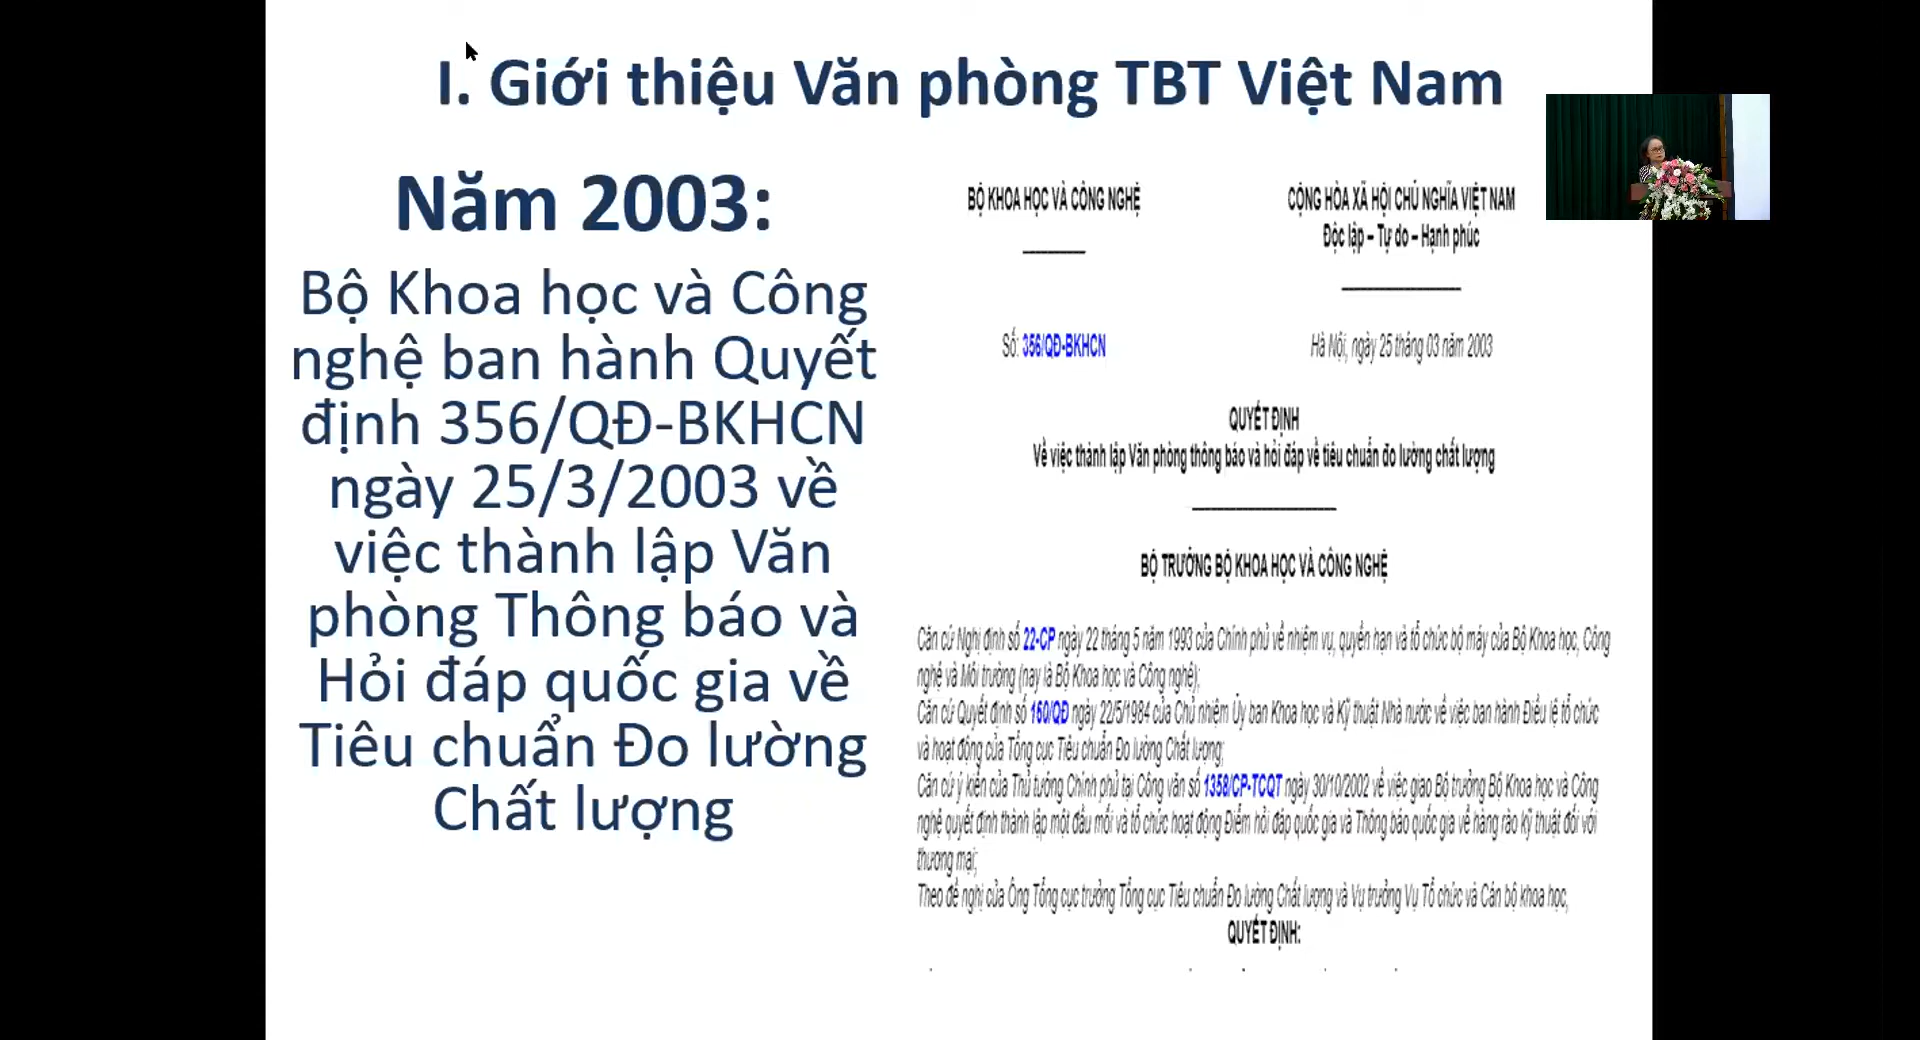 I. Giới thiệu Văn phòng TBT Việt Nam
Năm 2003:
Bộ Khoa học và Công
nghệ ban hành Quyết
định 356/QĐ-BKHCN
ngày 25/3/2003 về
việc thành lập Văn
phòng Thông báo và
Hỏi đáp quốc gia về
Tiêu chuẩn Đo lường
Chất lượng
BỘ KHOA HỌC VÀ CÔNG NGHỆ
CỘNG HÒA XÃ HỘI CHỦ NGHĨA VIỆT NAM
Độc lập – Tự do – Hạnh phúc
Số: 356/QĐ-BKHCN
Hà Nội, ngày 25 tháng 03 năm 2003
QUYẾT ĐỊNH
Về việc thành lập Văn phòng thông báo và hỏi đáp về tiêu chuẩn đo lường chất lượng
BỘ TRƯỞNG BỘ KHOA HỌC VÀ CÔNG NGHỆ
Căn cứ Nghị định số 22-CP ngày 22 tháng 5 năm 1993 của Chính phủ về nhiệm vụ, quyền hạn và tổ chức bộ máy của Bộ Khoa học, Công
nghệ và Môi trường (nay là Bộ Khoa học và Công nghệ);
Căn cứ Quyết định số 160/QĐ ngày 22/5/1984 của Chủ nhiệm Ủy ban Khoa học và Kỹ thuật Nhà nước về việc ban hành Điều lệ tổ chức
và hoạt động của Tổng cục Tiêu chuẩn Đo lường Chất lượng;
Căn cứ ý kiến của Thủ tướng Chính phủ tại Công văn số 1358/CP-TCQT ngày 30/10/2002 về việc giao Bộ trưởng Bộ Khoa học và Công
nghệ quyết định thành lập một đầu mối và tổ chức hoạt động Điểm hỏi đáp quốc gia và Thông báo quốc gia về hàng rào kỹ thuật đối với
thương mại;
Theo đề nghị của Ông Tổng cục trưởng Tổng cục Tiêu chuẩn Đo lường Chất lượng và Vụ trưởng Vụ Tổ chức và Cán bộ khoa học,
QUYẾT ĐỊNH: